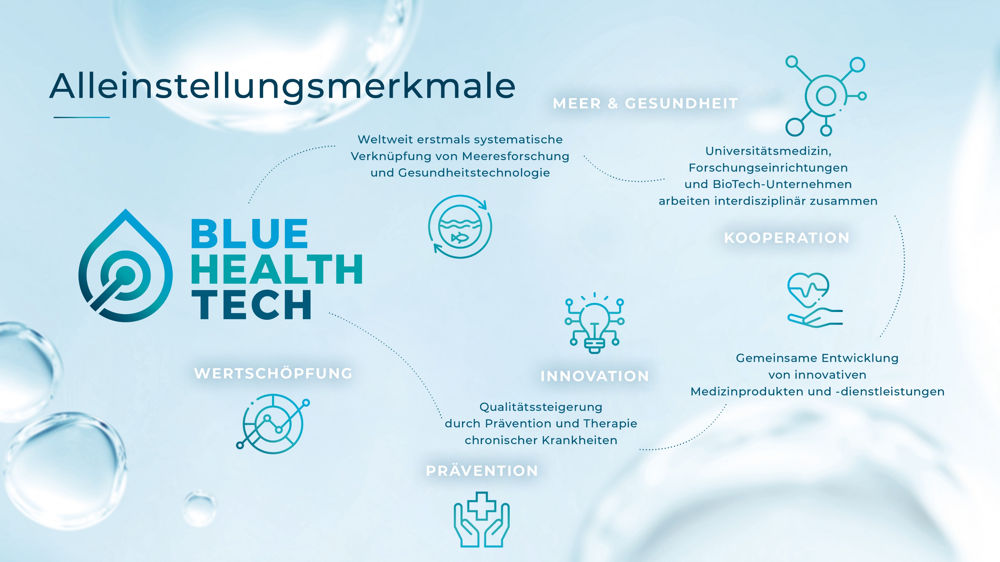 Alleinstellungsmerkmale
MEER & GESUNDHEIT
Weltweit erstmals systematische
Verknüpfung von Meeresforschung
und Gesundheitstechnologie
Universitätsmedizin,
Forschungseinrichtungen
und BioTech-Unternehmen
arbeiten interdisziplinär zusammen
KOOPERATION
BLUE
HEALTH
TECH
Gemeinsame Entwicklung
von innovativen
Medizinprodukten und -dienstleistungen
INNOVATION
Qualitätssteigerung
durch Prävention und Therapie
chronischer Krankheiten
PRÄVENTION
WERTSCHÖPFUNG